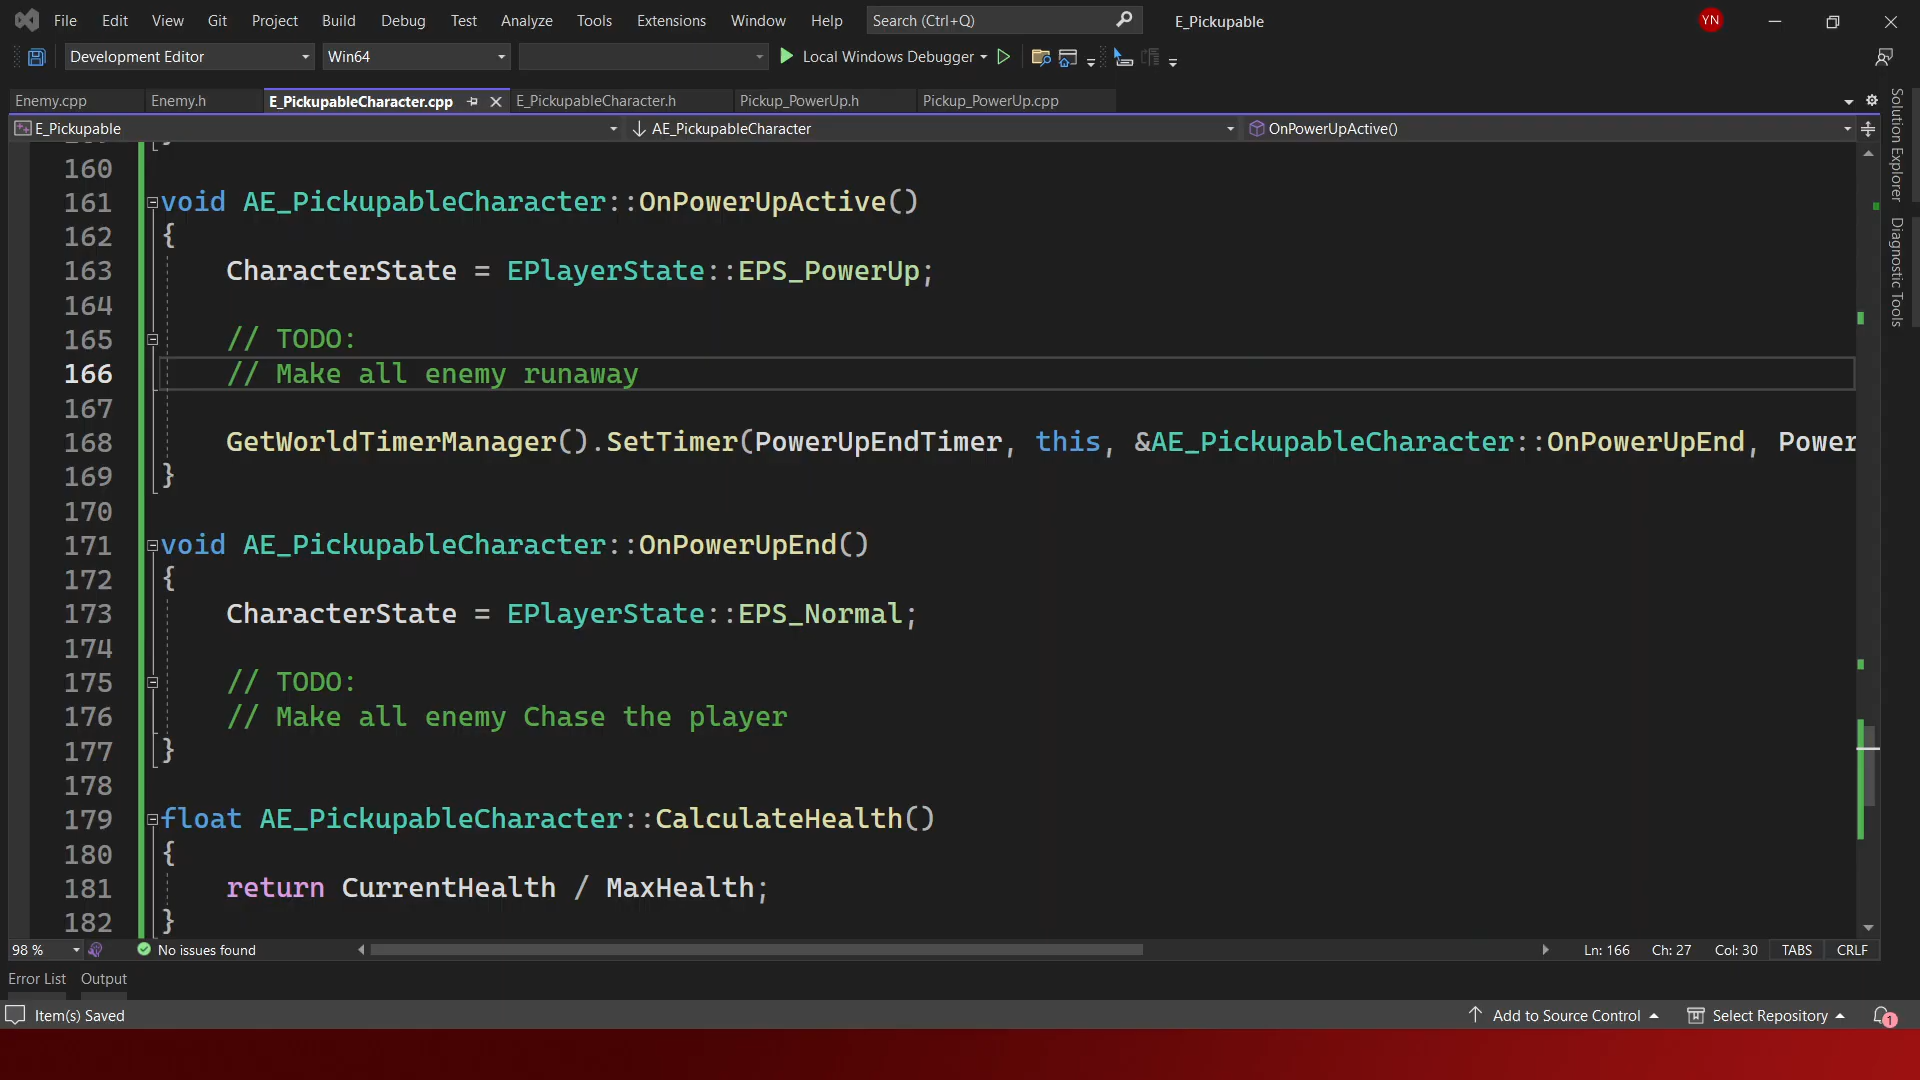 File Edit View Git Project Build Debug Test Analyze Tools Extensions Window Help Search (Ctrl+Q) E_Pickupable YN
Development Editor Win64 Local Windows Debugger
Enemy.cpp Enemy.h E_PickupableCharacter.cpp E_PickupableCharacter.h Pickup_PowerUp.h Pickup_PowerUp.cpp
E_Pickupable AE_PickupableCharacter OnPowerUpActive()
160
161 void AE_PickupableCharacter::OnPowerUpActive()
162 {
163 CharacterState = EPlayerState::EPS_PowerUp;
164
165 // TODO:
166 // Make all enemy runaway
167
168 GetWorldTimerManager().SetTimer(PowerUpEndTimer, this, &AE_PickupableCharacter::OnPowerUpEnd, Power
169 }
170
171 void AE_PickupableCharacter::OnPowerUpEnd()
172 {
173 CharacterState = EPlayerState::EPS_Normal;
174
175 // TODO:
176 // Make all enemy Chase the player
177 }
178
179 float AE_PickupableCharacter::CalculateHealth()
180 {
181 return CurrentHealth / MaxHealth;
182 }
Solution Explorer
Diagnostic Tools
98 % No issues found Ln: 166 Ch: 27 Col: 30 TABS CRLF
Error List Output
Item(s) Saved Add to Source Control Select Repository 1